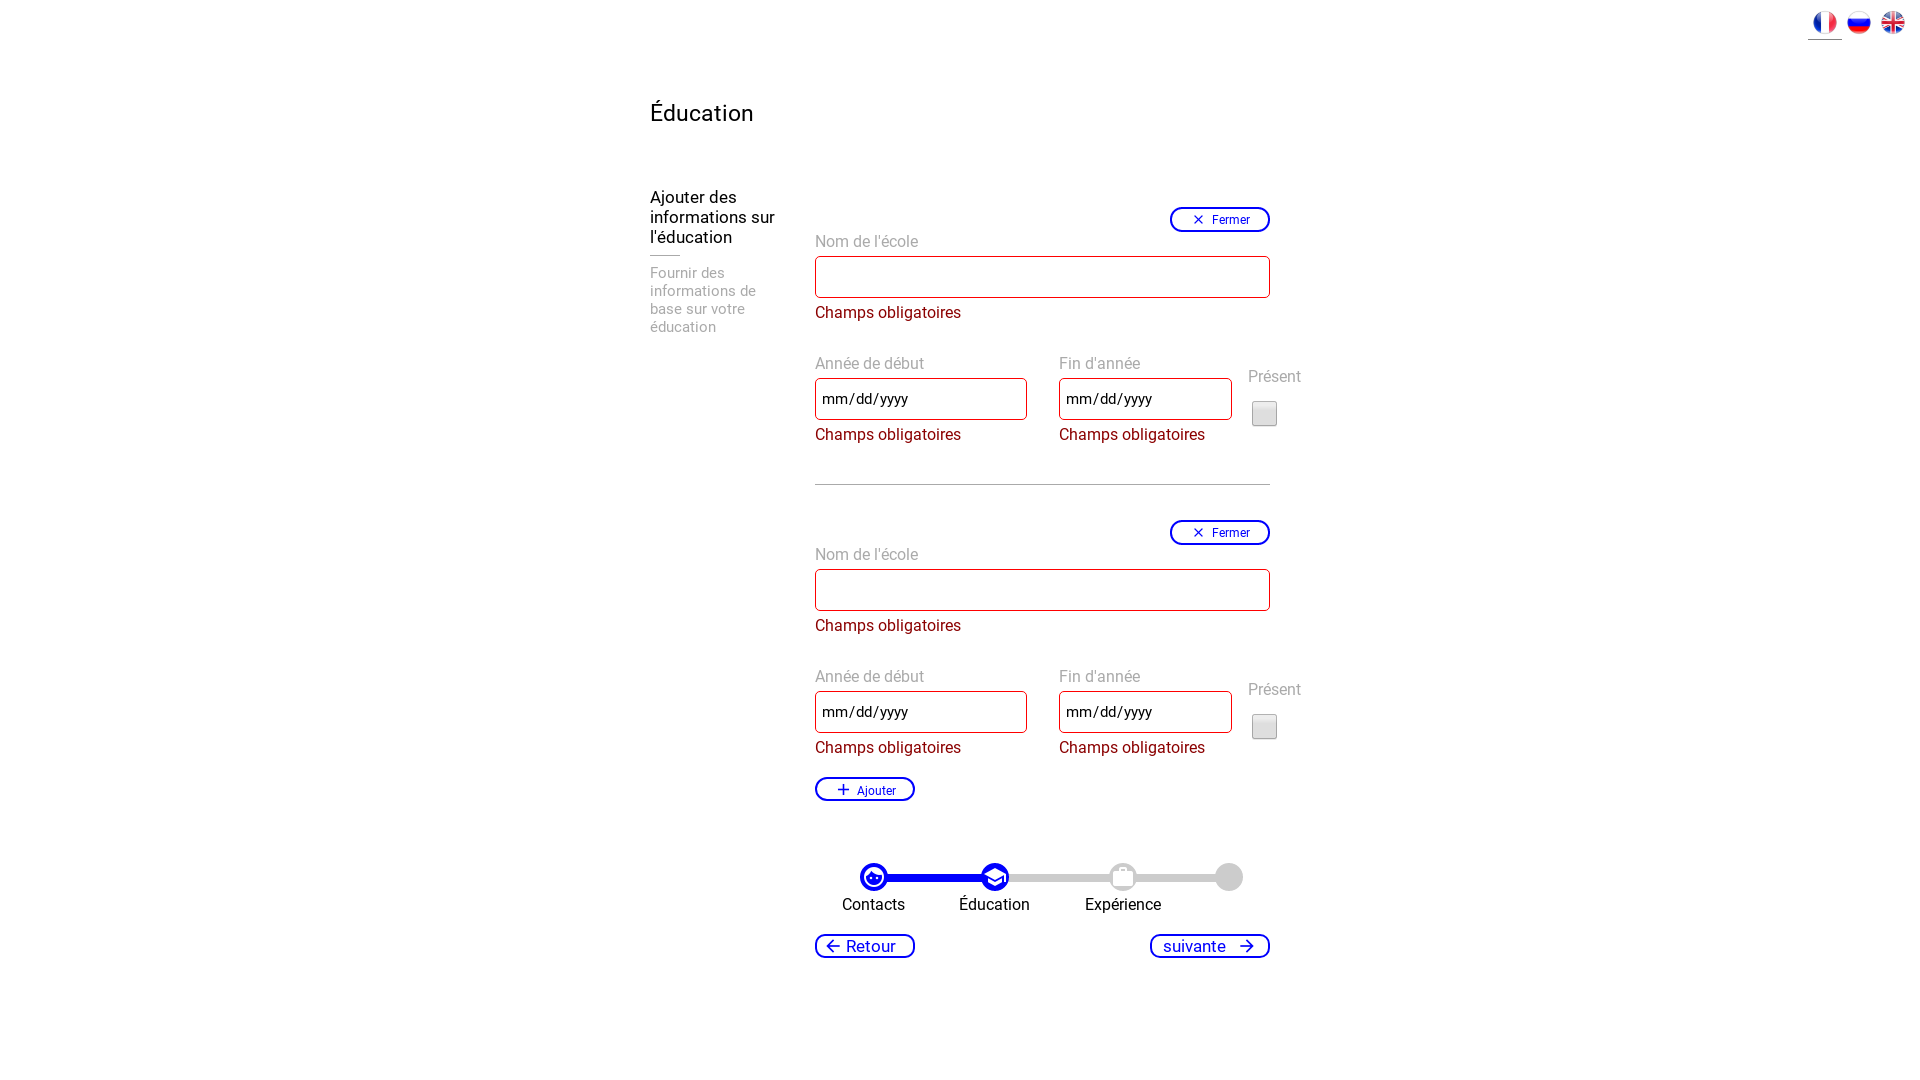 Éducation
Ajouter des
informations sur
l'éducation
Fournir des
informations de
base sur votre
éducation
Fermer
Nom de l'école
Champs obligatoires
Année de début
Fin d'année
Présent
mm/dd/yyyy
mm/dd/yyyy
Champs obligatoires
Champs obligatoires
Fermer
Nom de l'école
Champs obligatoires
Année de début
Fin d'année
Présent
mm/dd/yyyy
mm/dd/yyyy
Champs obligatoires
Champs obligatoires
Ajouter
Contacts
Éducation
Expérience
Retour
suivante